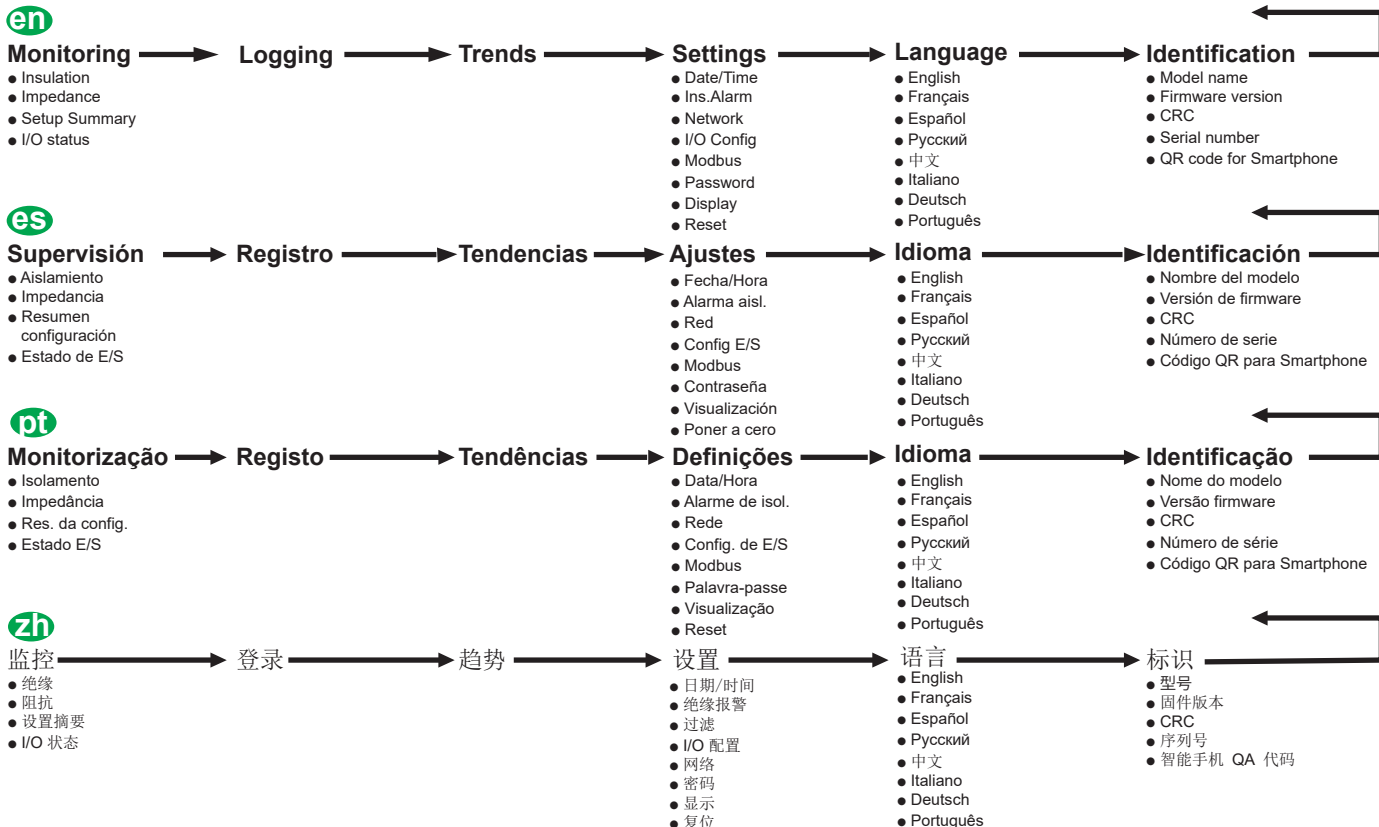 en
Monitoring Logging Trends Settings Language Identification
● Insulation
● Impedance
● Setup Summary
● I/O status
● Date/Time
● Ins.Alarm
● Network
● I/O Config
● Modbus
● Password
● Display
● Reset
● English
● Français
● Español
● Русский
● 中文
● Italiano
● Deutsch
● Português
● Model name
● Firmware version
● CRC
● Serial number
● QR code for Smartphone
es
Supervisión Registro Tendencias Ajustes Idioma Identificación
● Aislamiento
● Impedancia
● Resumen
configuración
● Estado de E/S
● Fecha/Hora
● Alarma aisl.
● Red
● Config E/S
● Modbus
● Contraseña
● Visualización
● Poner a cero
● English
● Français
● Español
● Русский
● 中文
● Italiano
● Deutsch
● Português
● Nombre del modelo
● Versión de firmware
● CRC
● Número de serie
● Código QR para Smartphone
pt
Monitorização Registo Tendências Definições Idioma Identificação
● Isolamento
● Impedância
● Res. da config.
● Estado E/S
● Data/Hora
● Alarme de isol.
● Rede
● Config. de E/S
● Modbus
● Palavra-passe
● Visualização
● Reset
● English
● Français
● Español
● Русский
● 中文
● Italiano
● Deutsch
● Português
● Nome do modelo
● Versão firmware
● CRC
● Número de série
● Código QR para Smartphone
zh
监控 登录 趋势 设置 语言 标识
● 绝缘
● 阻抗
● 设置摘要
● I/O 状态
● 日期/时间
● 绝缘报警
● 过滤
● I/O 配置
● 网络
● 密码
● 显示
● 复位
● English
● Français
● Español
● Русский
● 中文
● Italiano
● Deutsch
● Português
● 型号
● 固件版本
● CRC
● 序列号
● 智能手机 QA 代码